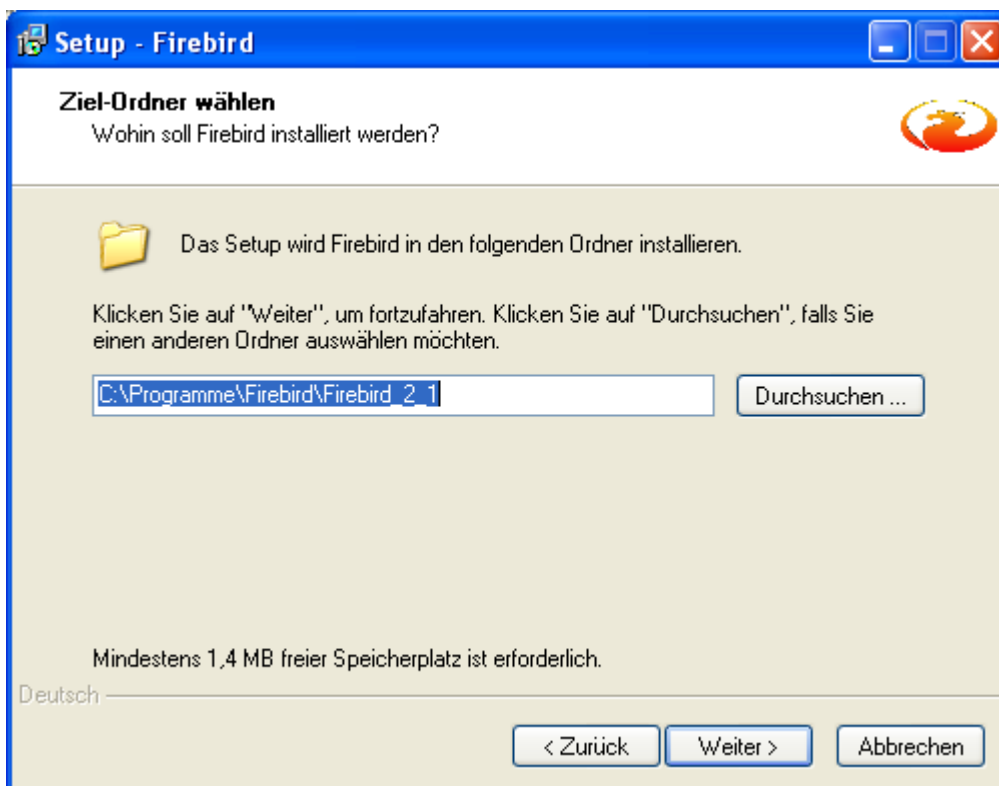 Setup - Firebird
Ziel-Ordner wählen
Wohin soll Firebird installiert werden?
Das Setup wird Firebird in den folgenden Ordner installieren.
Klicken Sie auf "Weiter", um fortzufahren. Klicken Sie auf "Durchsuchen", falls Sie
einen anderen Ordner auswählen möchten.
C:\Programme\Firebird\Firebird_2_1
Durchsuchen ...
Mindestens 1,4 MB freier Speicherplatz ist erforderlich.
Deutsch
< Zurück
Weiter >
Abbrechen